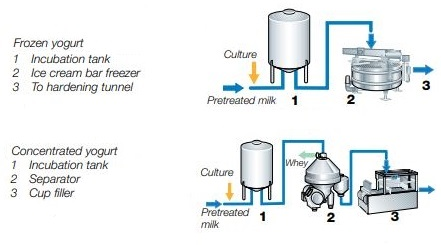 Frozen yogurt
1 Incubation tank
2 Ice cream bar freezer
3 To hardening tunnel
Culture
Pretreated milk
1
2
3
Concentrated yogurt
1 Incubation tank
2 Separator
3 Cup filler
Culture
Whey
Pretreated
milk
1
2
3